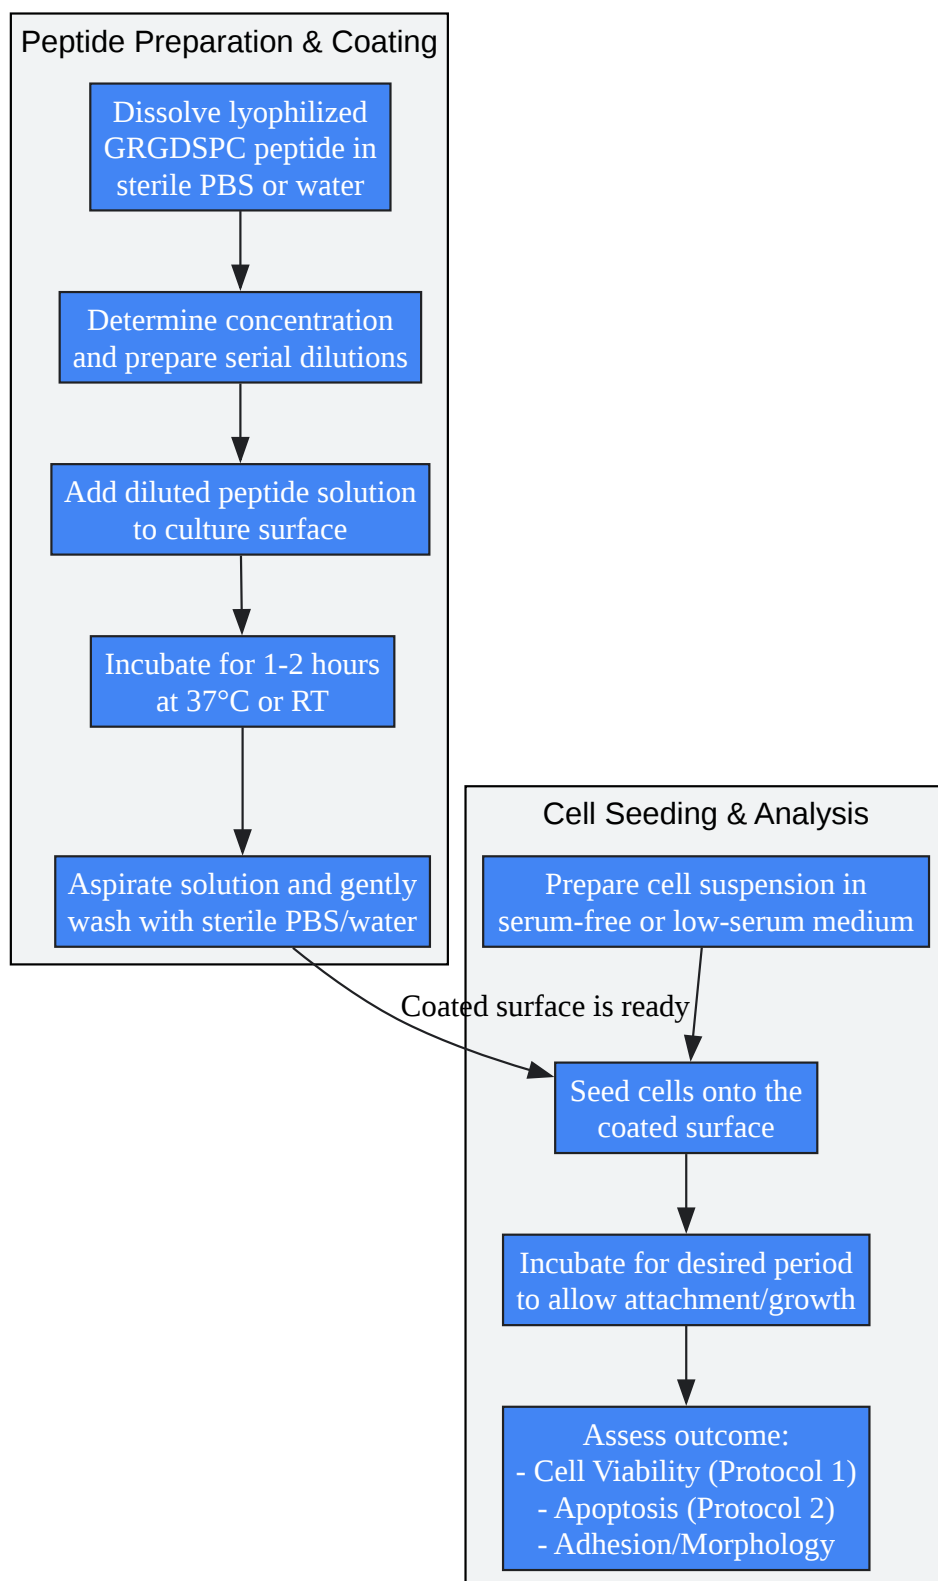 Peptide Preparation & Coating
Dissolve lyophilized
GRGDSPC peptide in
sterile PBS or water
Determine concentration
and prepare serial dilutions
Add diluted peptide solution
to culture surface
Incubate for 1-2 hours
at 37°C or RT
Aspirate solution and gently
wash with sterile PBS/water
Coated surface is ready
Cell Seeding & Analysis
Prepare cell suspension in
serum-free or low-serum medium
Seed cells onto the
coated surface
Incubate for desired period
to allow attachment/growth
Assess outcome:
- Cell Viability (Protocol 1)
- Apoptosis (Protocol 2)
- Adhesion/Morphology